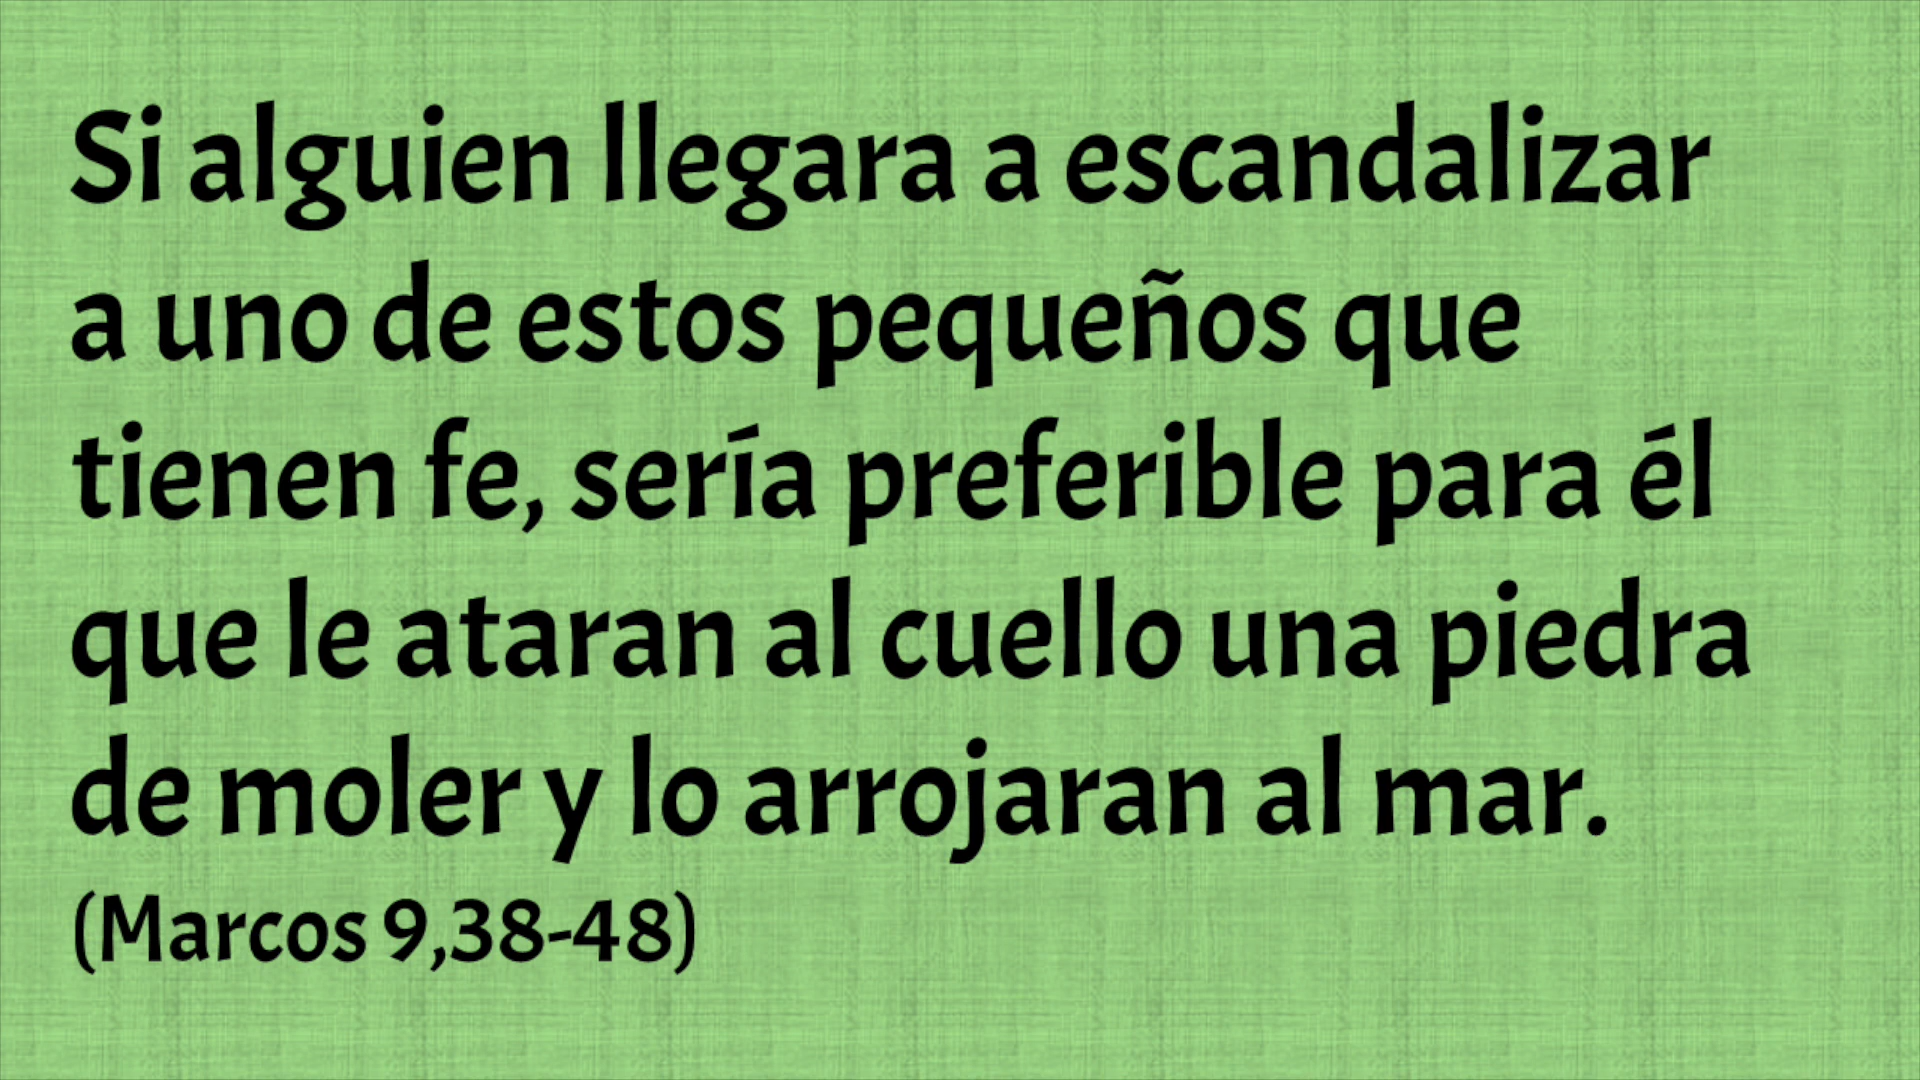 Si alguien llegara a escandalizar
a uno de estos pequeños que
tienen fe, sería preferible para él
que le ataran al cuello una piedra
de moler y lo arrojaran al mar.
(Marcos 9,38-48)